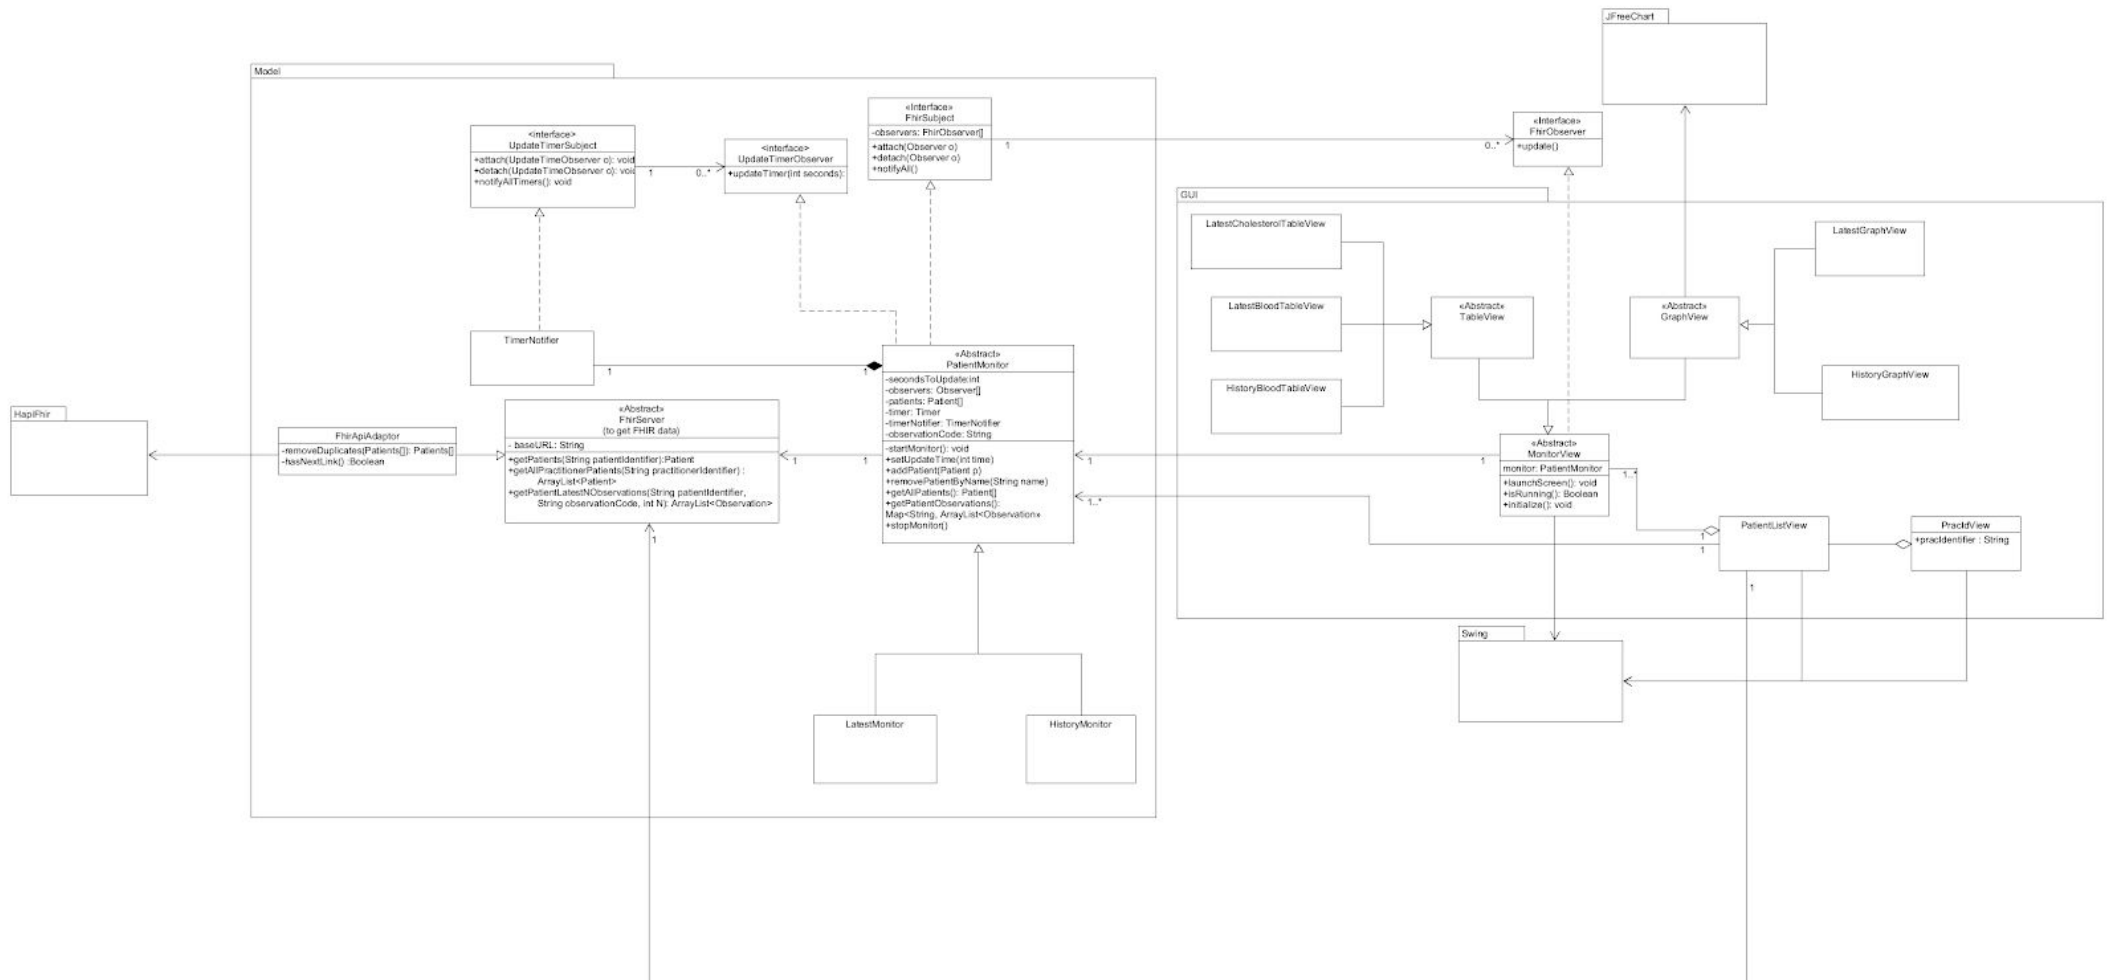 JFreeChart
Model
«Interface»
FhirSubject
-observers: FhirObserver[]
+attach(Observer o)
+detach(Observer o)
+notifyAll()
1
0..*
«Interface»
FhirObserver
+update()
<interface>
UpdateTimerSubject
+attach(UpdateTimeObserver o): void
+detach(UpdateTimeObserver o): void
+notifyAllTimers(): void
1
0..*
<interface>
UpdateTimerObserver
+updateTimer(int seconds):
GUI
LatestCholesterolTableView
LatestBloodTableView
HistoryBloodTableView
«Abstract»
TableView
«Abstract»
GraphView
LatestGraphView
HistoryGraphView
TimerNotifier
1
1
«Abstract»
PatientMonitor
-secondsToUpdate:int
-observers: Observer[]
-patients: Patient[]
-timer: Timer
-timerNotifier: TimerNotifier
-observationCode: String
-startMonitor(): void
+setUpdateTime(int time)
+addPatient(Patient p)
+removePatientByName(String name)
+getAllPatients(): Patient[]
+getPatientObservations():
Map<String, ArrayList<Observation»
+stopMonitor()
HapiFhir
FhirApiAdaptor
-removeDuplicates(Patients[]): Patients[]
-hasNextLink() :Boolean
«Abstract»
FhirServer
(to get FHIR data)
- baseURL: String
+getPatients(String patientIdentifier):Patient
+getAllPractitionerPatients(String practitionerIdentifier) :
ArrayList<Patient>
+getPatientLatestNObservations(String patientIdentifier,
String observationCode, int N): ArrayList<Observation>
1
1
1
1
1
1..*
«Abstract»
MonitorView
monitor: PatientMonitor
+launchScreen(): void
+isRunning(): Boolean
+initialize(): void
1..*
1
1
PatientListView
1
PracIdView
+pracIdentifier : String
Swing
LatestMonitor
HistoryMonitor